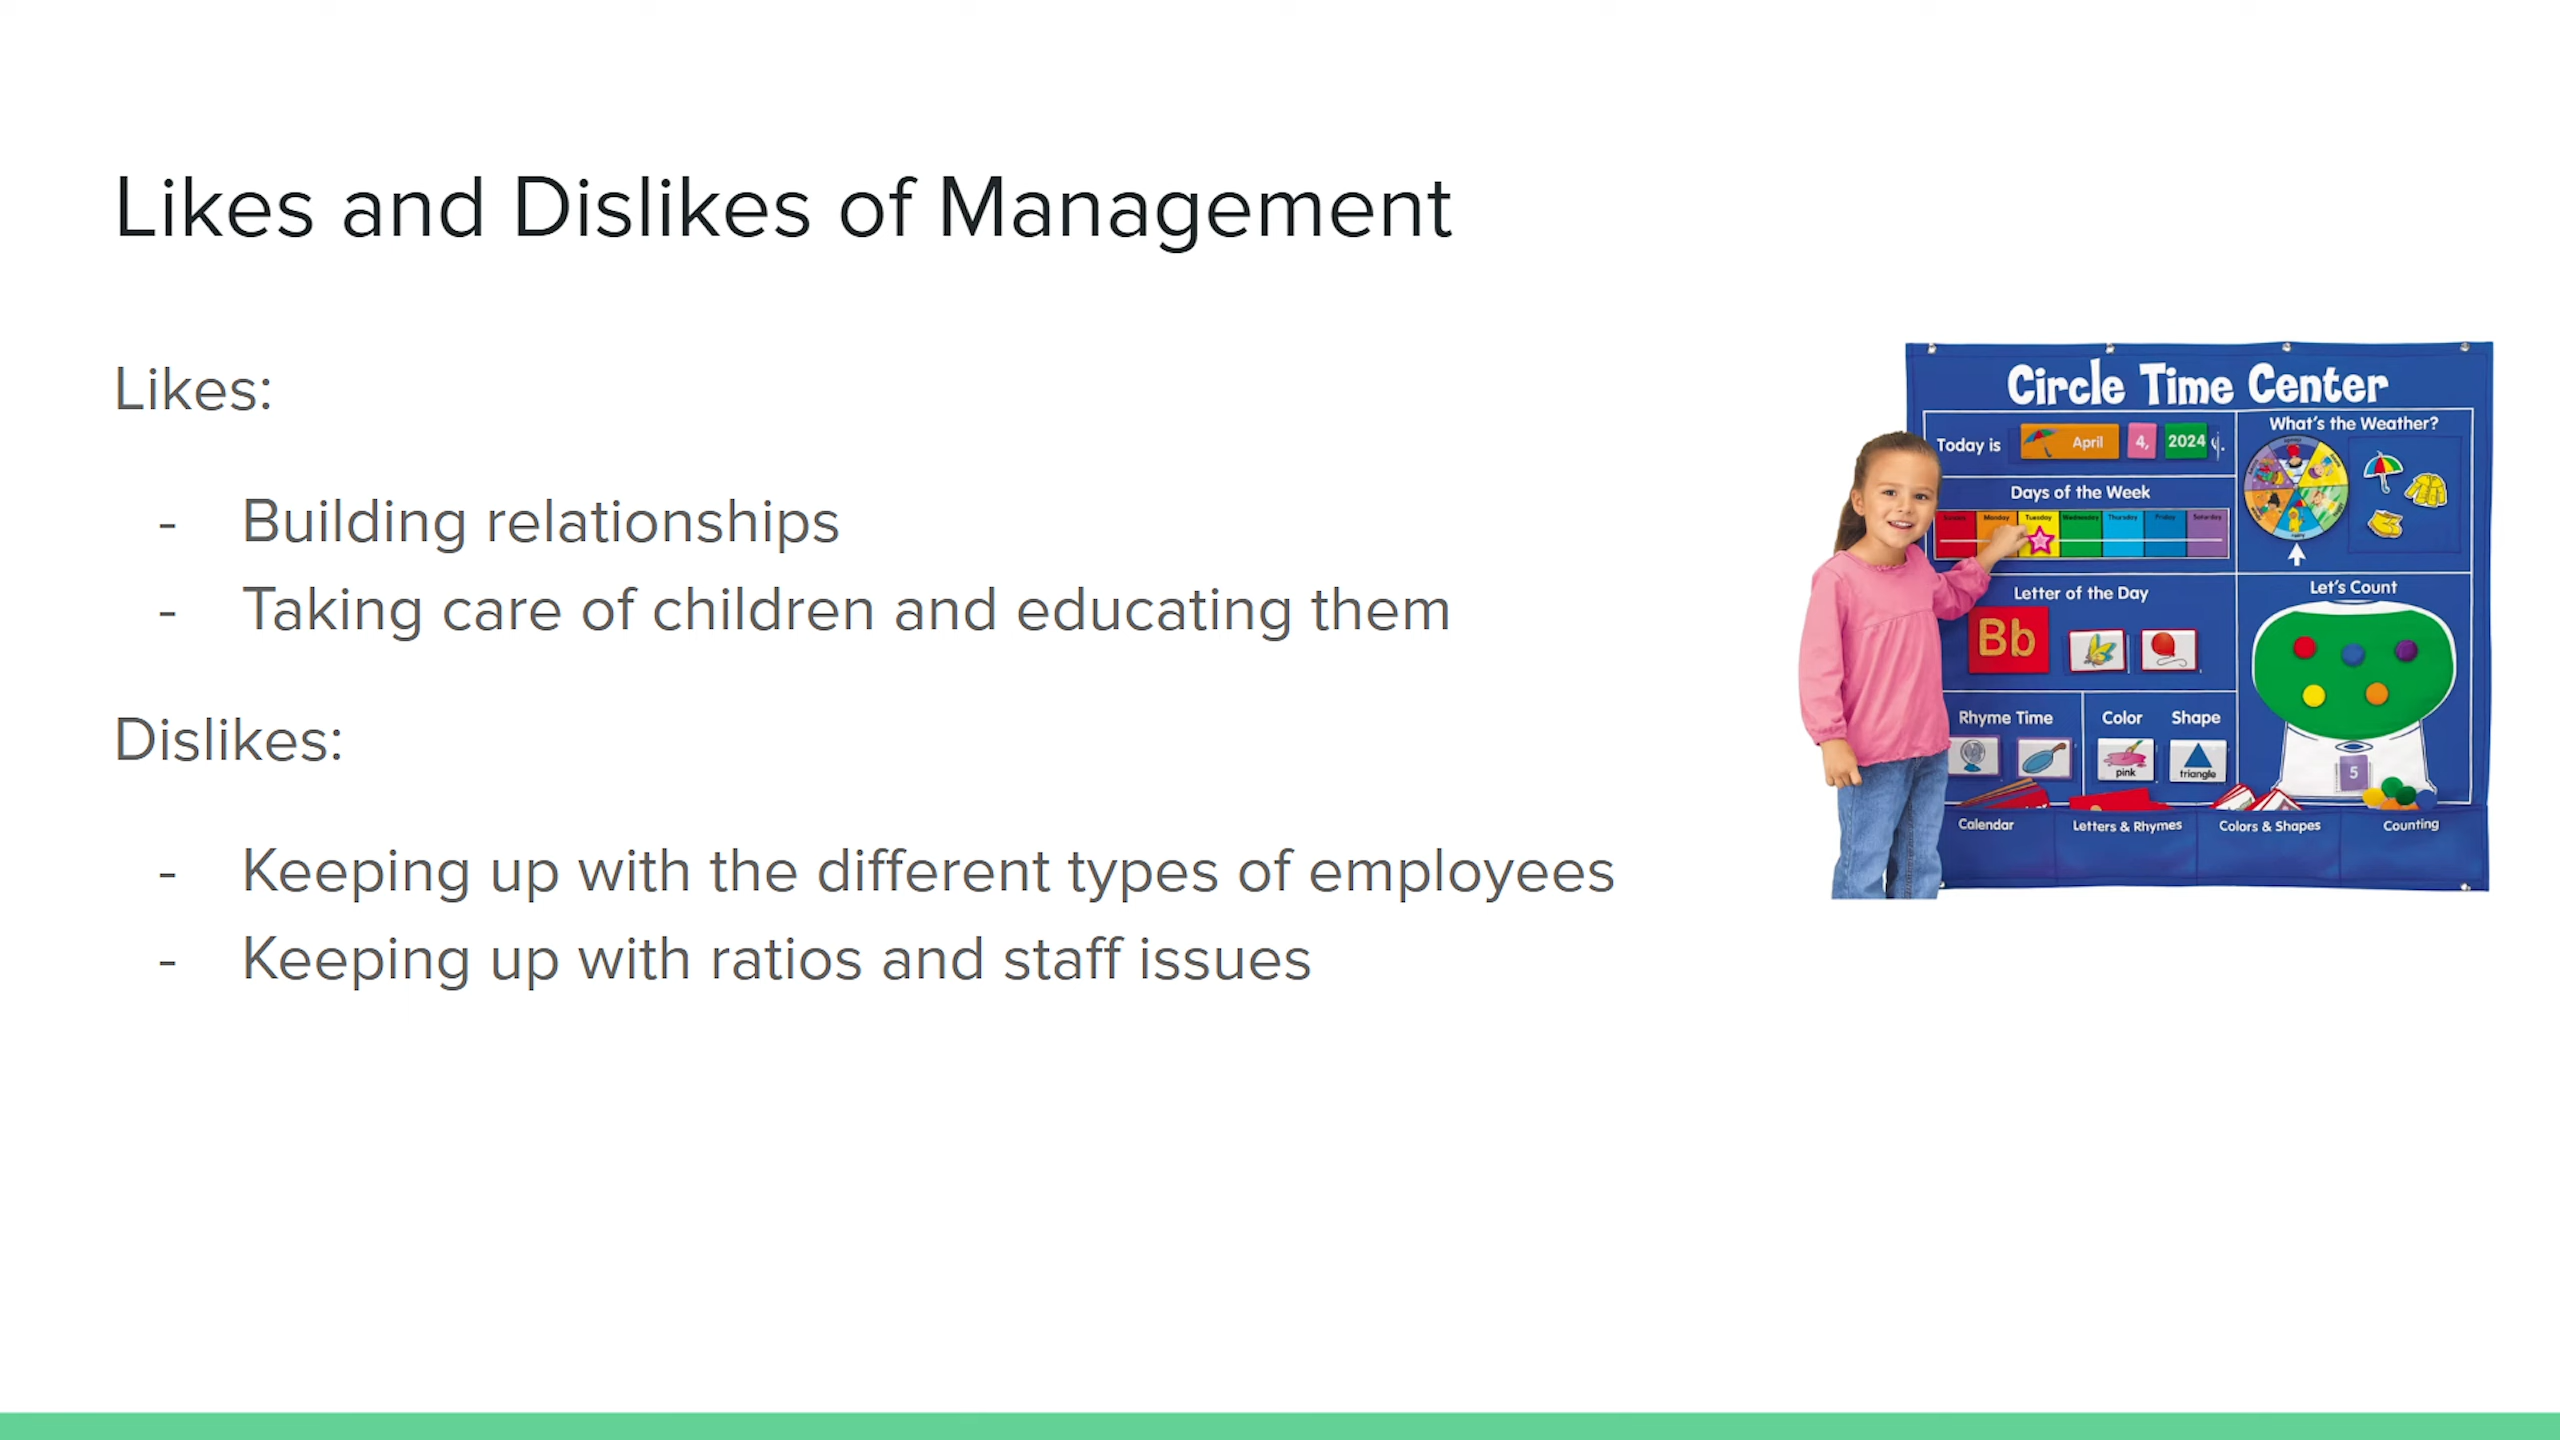 Likes and Dislikes of Management
Likes:
- Building relationships
- Taking care of children and educating them
Dislikes:
- Keeping up with the different types of employees
- Keeping up with ratios and staff issues
Circle Time Center
Today is April 4, 2024
What's the Weather?
Days of the Week
Monday Tuesday Wednesday Thursday Friday Saturday
Letter of the Day
Bb
Let's Count
Rhyme Time
Color Shape
pink triangle
5
Calendar Letters & Rhymes Colors & Shapes Counting